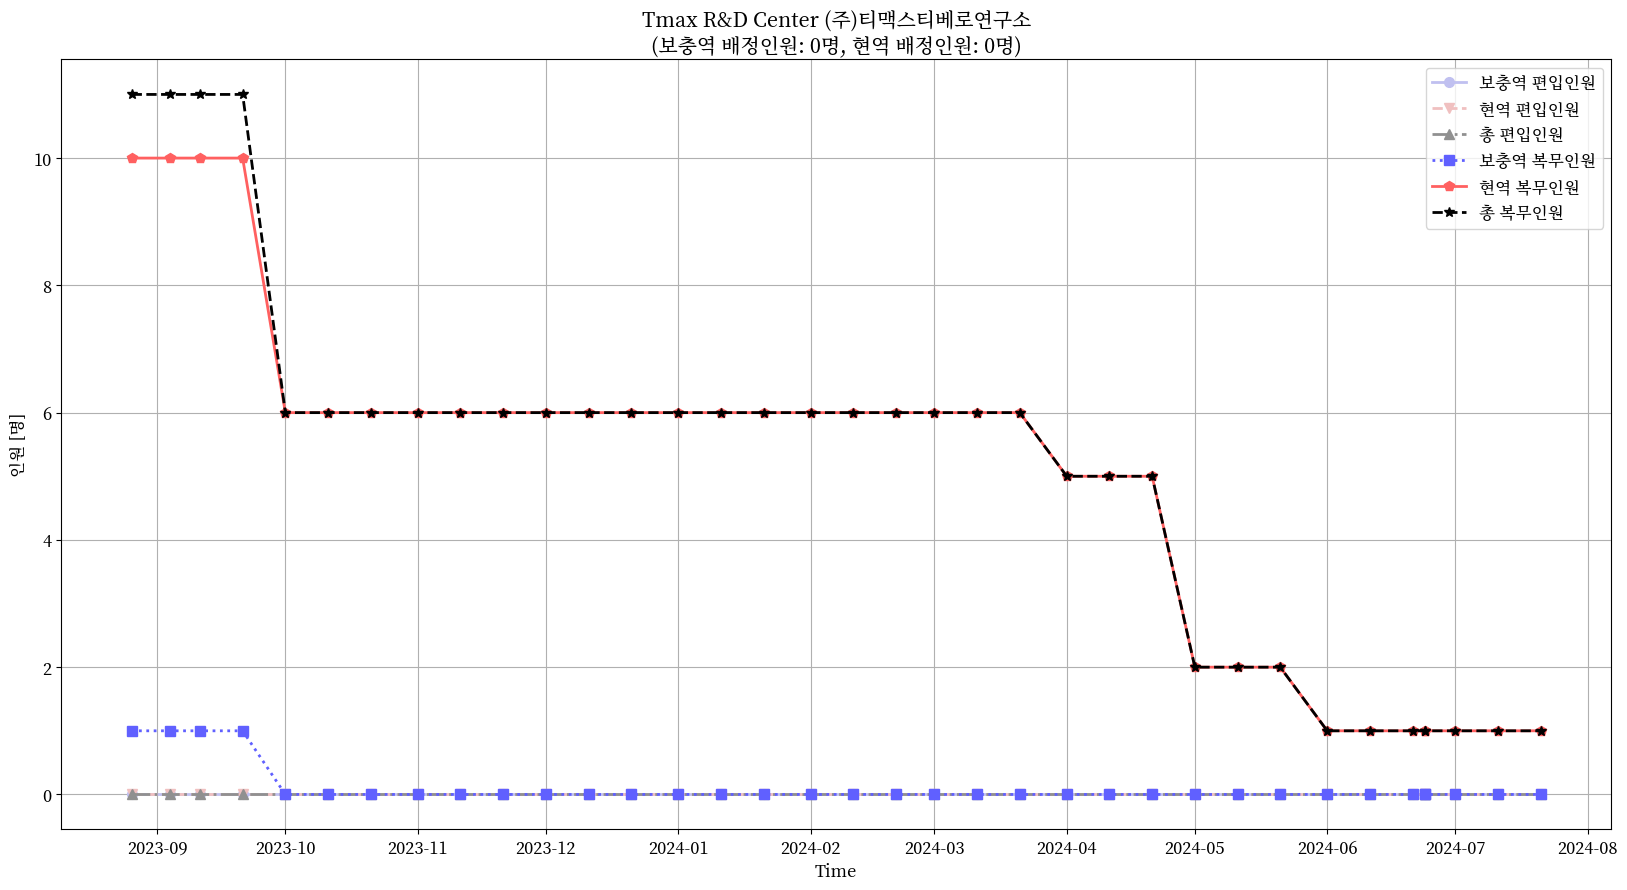 Tmax R&D Center (주)티맥스티베로연구소
(보충역 배정인원: 0명, 현역 배정인원: 0명)
보충역 편입인원
현역 편입인원
총 편입인원
보충역 복무인원
현역 복무인원
총 복무인원
인원 [명]
10
8
6
4
2
0
2023-09 2023-10 2023-11 2023-12 2024-01 2024-02 2024-03 2024-04 2024-05 2024-06 2024-07 2024-08
Time